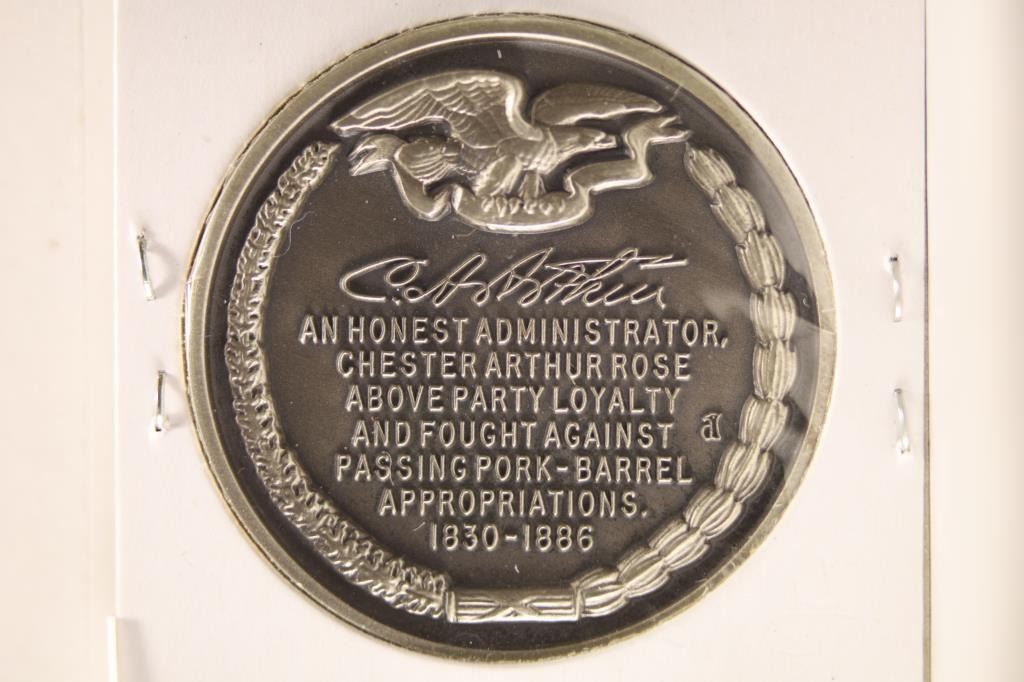 C. A. Arthur
AN HONEST ADMINISTRATOR,
CHESTER ARTHUR ROSE
ABOVE PARTY LOYALTY
AND FOUGHT AGAINST
PASSING PORK-BARREL
APPROPRIATIONS.
1830-1886